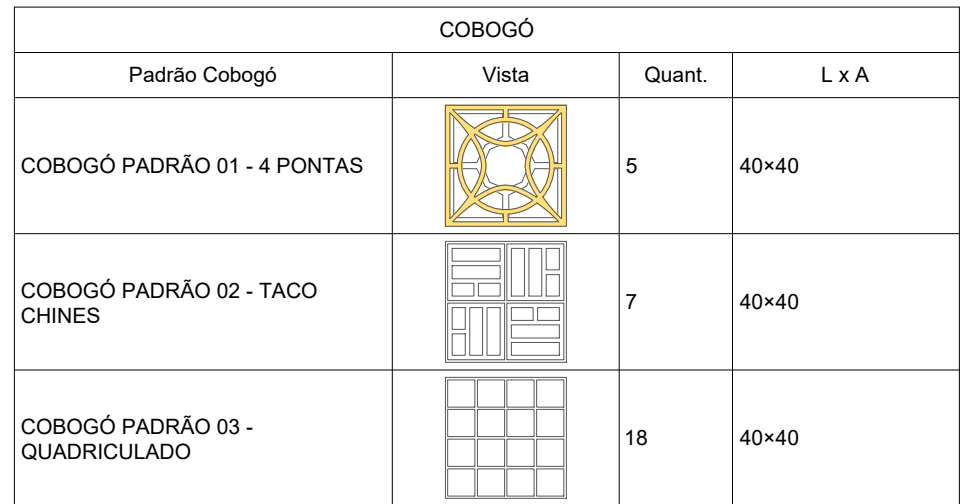 COBOGÓ
Padrão Cobogó Vista Quant. L x A
COBOGÓ PADRÃO 01 - 4 PONTAS 5 40×40
COBOGÓ PADRÃO 02 - TACO
CHINES 7 40×40
COBOGÓ PADRÃO 03 -
QUADRICULADO 18 40×40